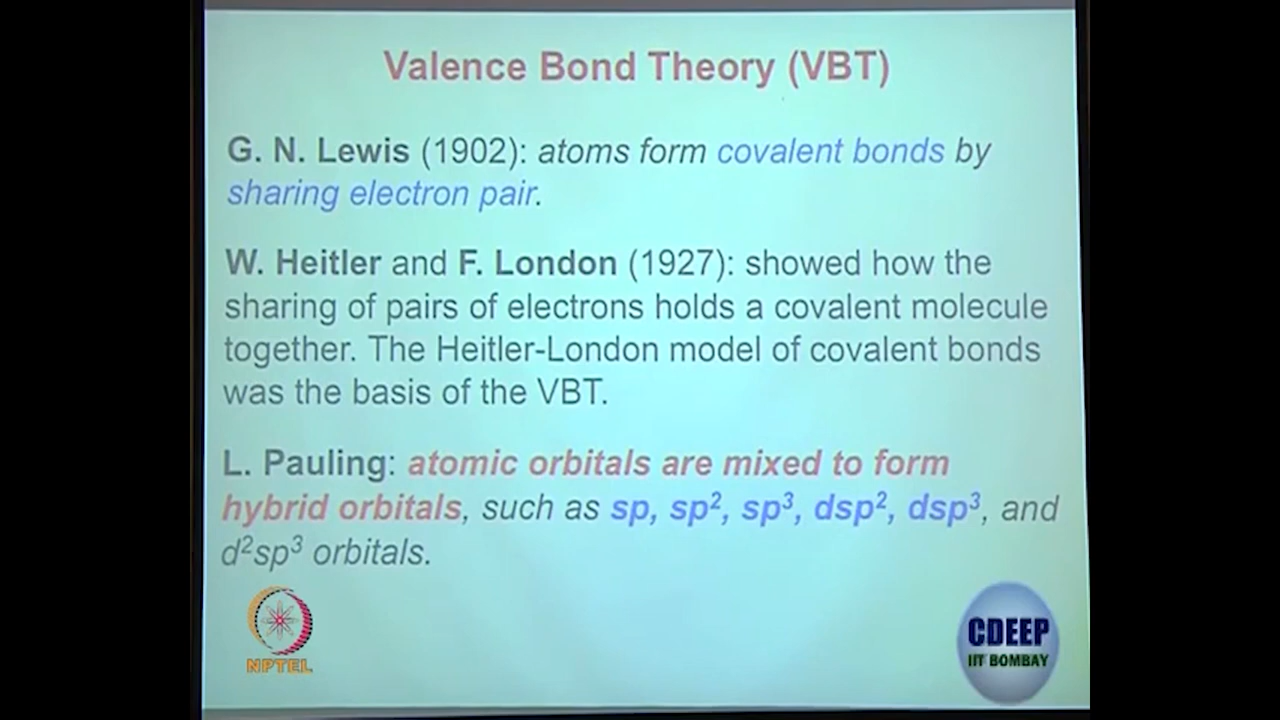 Valence Bond Theory (VBT)
G. N. Lewis (1902): atoms form covalent bonds by
sharing electron pair.
W. Heitler and F. London (1927): showed how the
sharing of pairs of electrons holds a covalent molecule
together. The Heitler-London model of covalent bonds
was the basis of the VBT.
L. Pauling: atomic orbitals are mixed to form
hybrid orbitals, such as sp, sp², sp³, dsp², dsp³, and
d²sp³ orbitals.
NPTEL
CDEEP
IIT BOMBAY